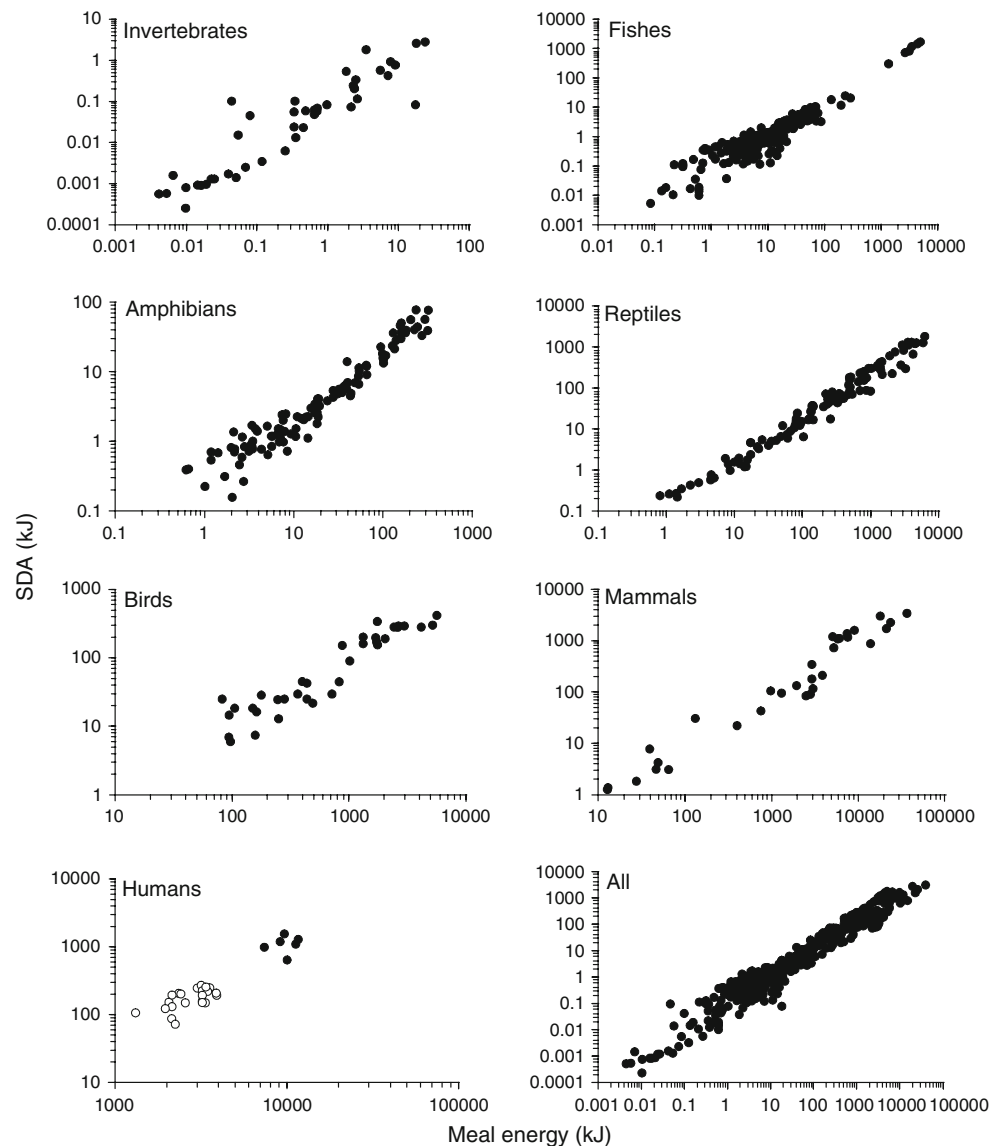 Invertebrates
10
1
0.1
0.01
0.001
0.0001
0.001 0.01 0.1 1 10 100
Fishes
1000
100
10
1
0.1
0.01
0.001
0.01 0.1 1 10 100 1000 10000
Amphibians
100
10
1
0.1
0.1 1 10 100 1000
Reptiles
10000
1000
100
10
1
0.1
0.1 1 10 100 1000 10000
SDA (kJ)
Birds
1000
100
10
1
10 100 1000 10000
Mammals
10000
1000
100
10
1
10 100 1000 10000 100000
Humans
10000
1000
100
10
1000 10000 100000
All
10000
1000
100
10
1
0.1
0.01
0.001
0.0001
0.001 0.01 0.1 1 10 100 1000 10000 100000
Meal energy (kJ)